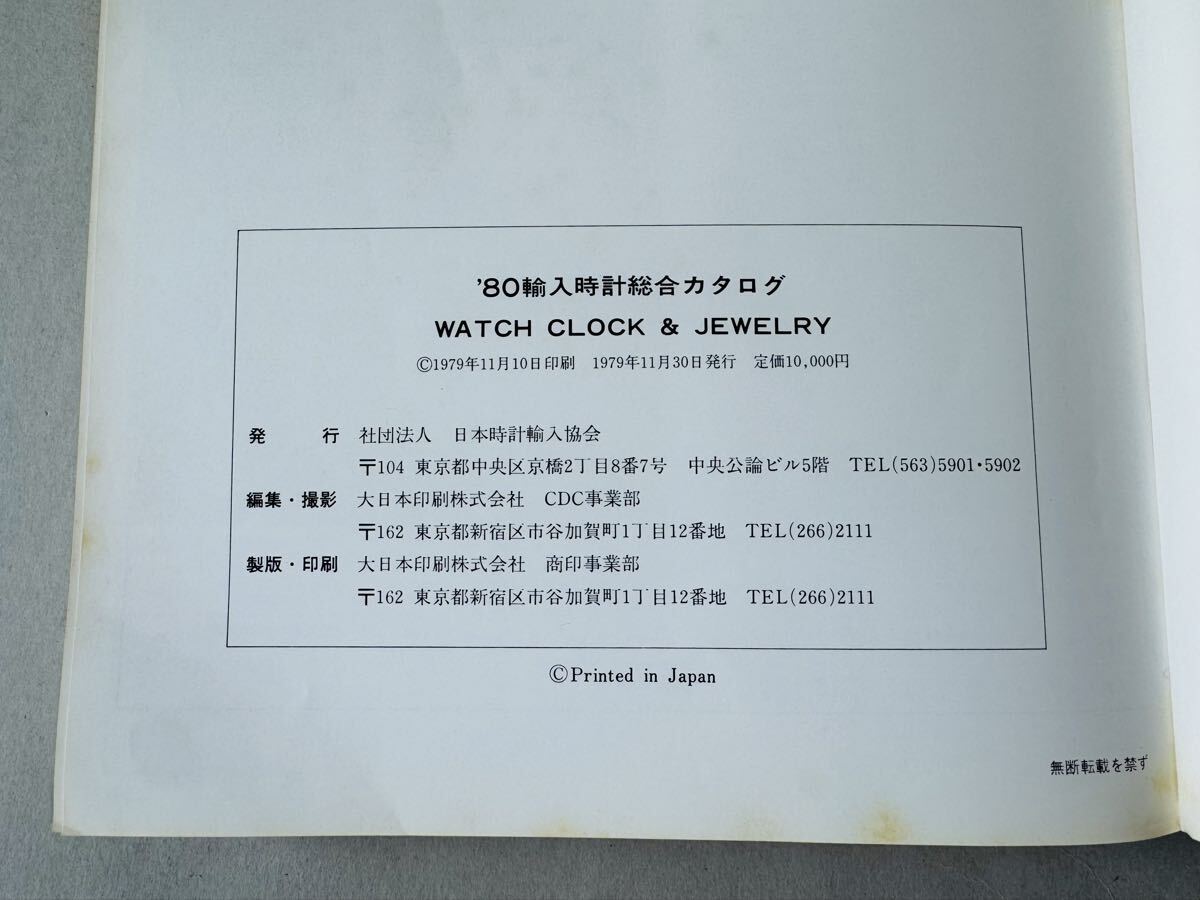 '80輸入時計総合カタログ
WATCH CLOCK & JEWELRY
©1979年11月10日印刷 1979年11月30日発行 定価10,000円
発 行 社団法人 日本時計輸入協会
〒104 東京都中央区京橋2丁目8番7号 中央公論ビル5階 TEL(563)5901・5902
編集・撮影 大日本印刷株式会社 CDC事業部
〒162 東京都新宿区市谷加賀町1丁目12番地 TEL(266)2111
製版・印刷 大日本印刷株式会社 商印事業部
〒162 東京都新宿区市谷加賀町1丁目12番地 TEL(266)2111
©Printed in Japan
無断転載を禁ず